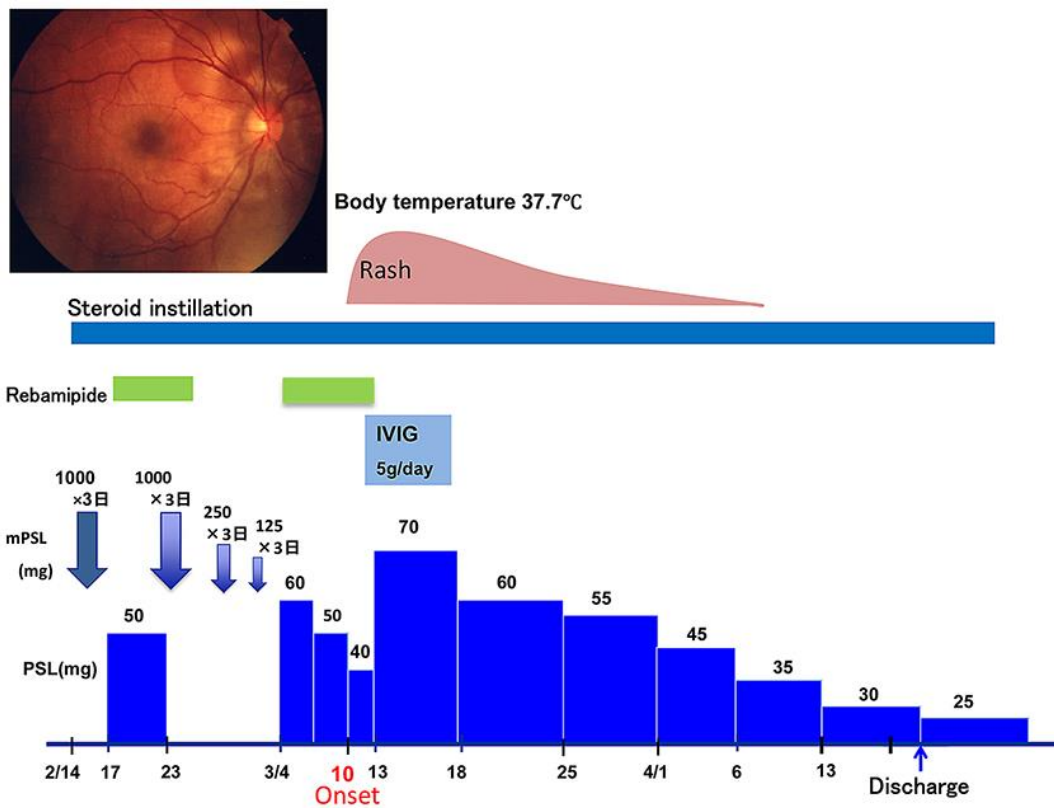 Body temperature 37.7℃
Rash
Steroid instillation
Rebamipide
IVIG
5g/day
1000
×3日
1000
×3日
250
×3日
125
×3日
mPSL
(mg)
70
60
60
55
50
50
45
40
35
30
25
PSL(mg)
2/14 17 23 3/4 10 13 18 25 4/1 6 13
Onset
Discharge